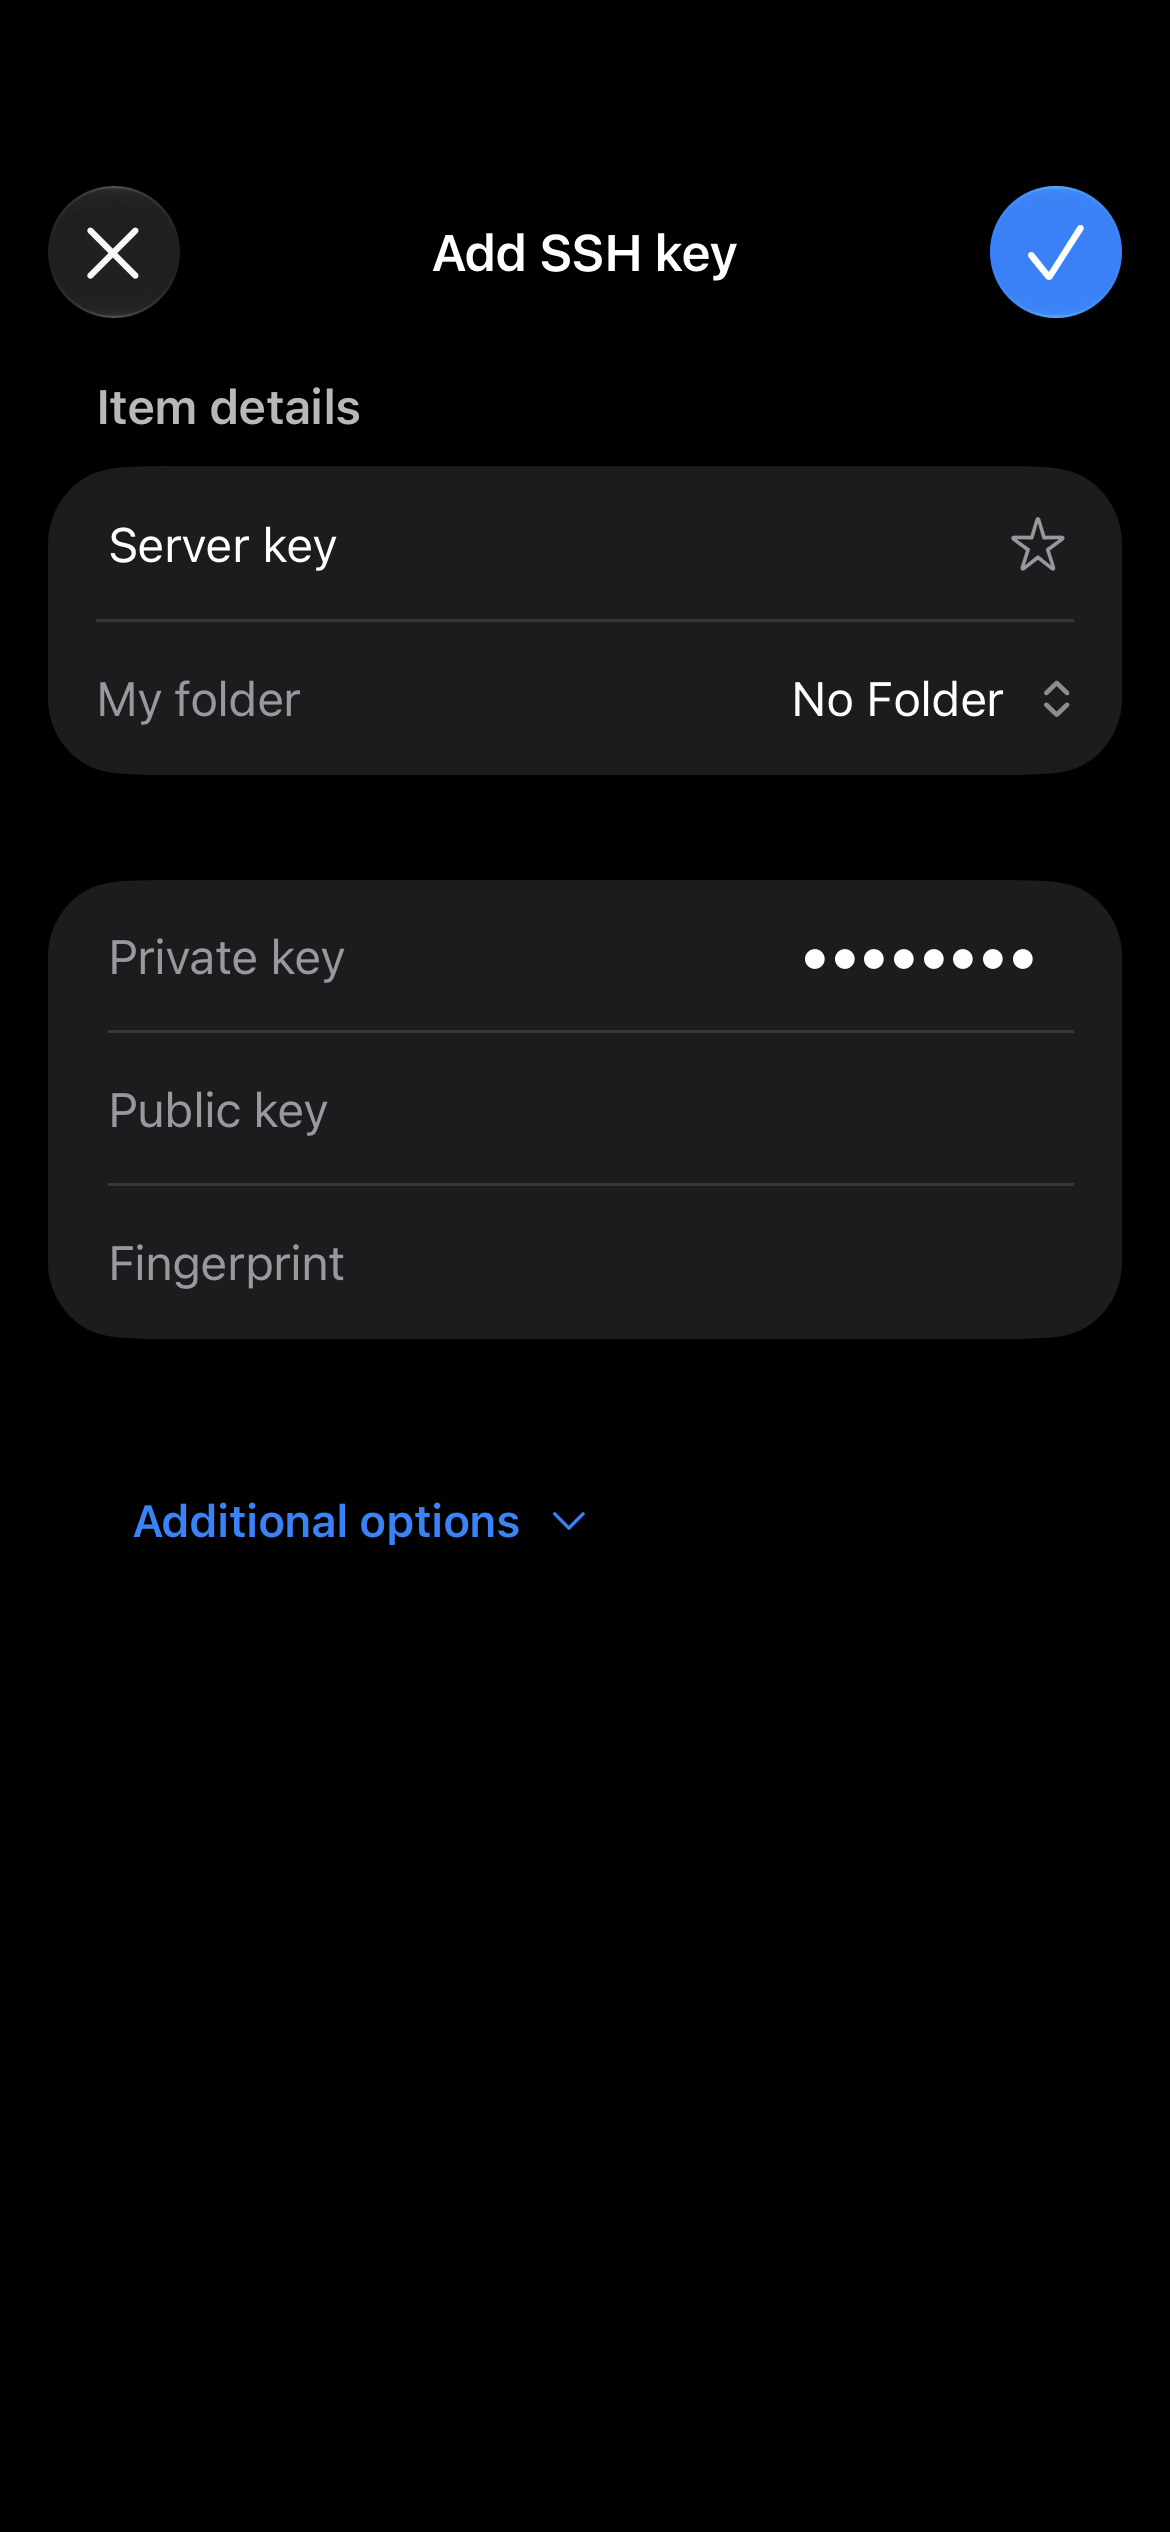 Add SSH key
Item details
Server key
My folder No Folder
Private key ••••••••
Public key
Fingerprint
Additional options